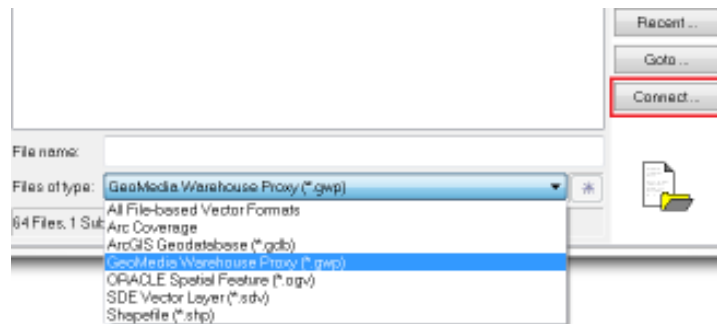 Recent ...
Goto ...
Connect ...
File name:
Files of type: GeoMedia Warehouse Proxy (*.gwp)
64 Files, 1 Sub
All File-based Vector Formats
Arc Coverage
ArcGIS Geodatabase (*.gdb)
GeoMedia Warehouse Proxy (*.gwp)
ORACLE Spatial Feature (*.ogv)
SDE Vector Layer (*.sdv)
Shapefile (*.shp)